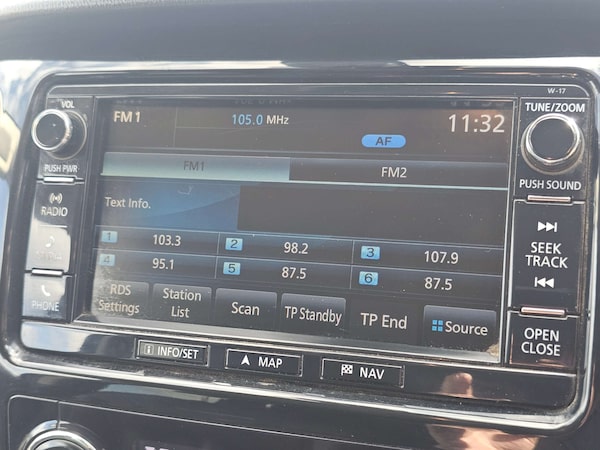 W-17
VOL
TUNE/ZOOM
FM1
105.0 MHz
11:32
AF
PUSH PWR
FM1
FM2
PUSH SOUND
RADIO
Text Info.
1 103.3
2 98.2
3 107.9
SEEK
TRACK
4 95.1
5 87.5
6 87.5
PHONE
RDS
Settings
Station
List
Scan
TP Standby
TP End
Source
OPEN
CLOSE
i INFO/SET
MAP
NAV